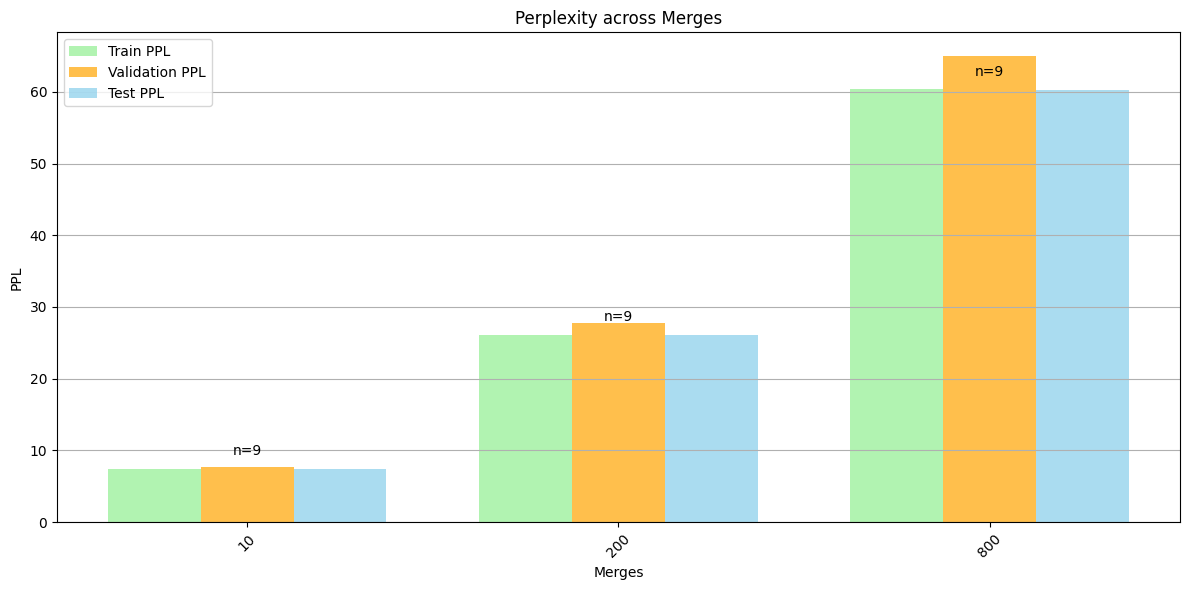 Perplexity across Merges
Train PPL
Validation PPL
Test PPL
n=9
n=9
n=9
PPL
60
50
40
30
20
10
0
10
200
800
Merges